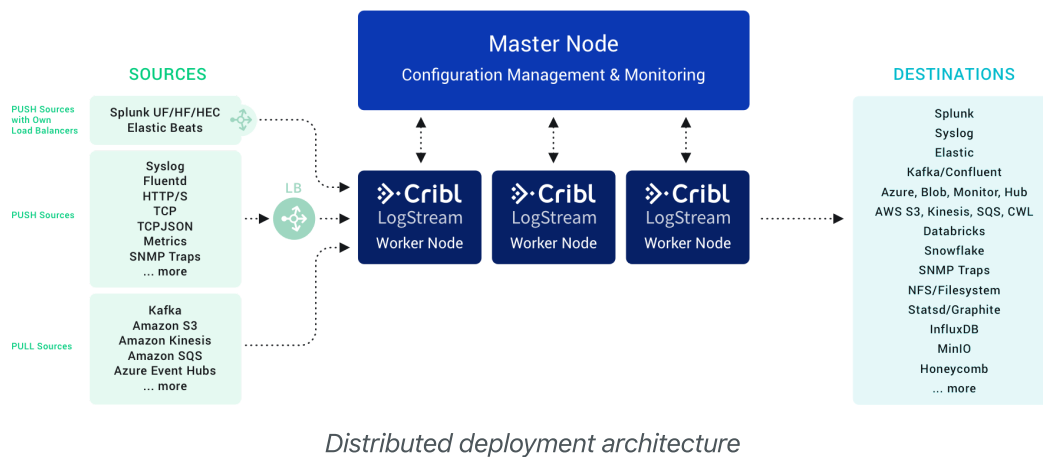 Master Node
Configuration Management & Monitoring
SOURCES
PUSH Sources
with Own
Load Balancers
Splunk UF/HF/HEC
Elastic Beats
PUSH Sources
Syslog
Fluentd
HTTP/S
TCP
TCPJSON
Metrics
SNMP Traps
... more
LB
PULL Sources
Kafka
Amazon S3
Amazon Kinesis
Amazon SQS
Azure Event Hubs
... more
Cribl
LogStream
Worker Node
Cribl
LogStream
Worker Node
Cribl
LogStream
Worker Node
DESTINATIONS
Splunk
Syslog
Elastic
Kafka/Confluent
Azure, Blob, Monitor, Hub
AWS S3, Kinesis, SQS, CWL
Databricks
Snowflake
SNMP Traps
NFS/Filesystem
Statsd/Graphite
InfluxDB
MinIO
Honeycomb
... more
Distributed deployment architecture